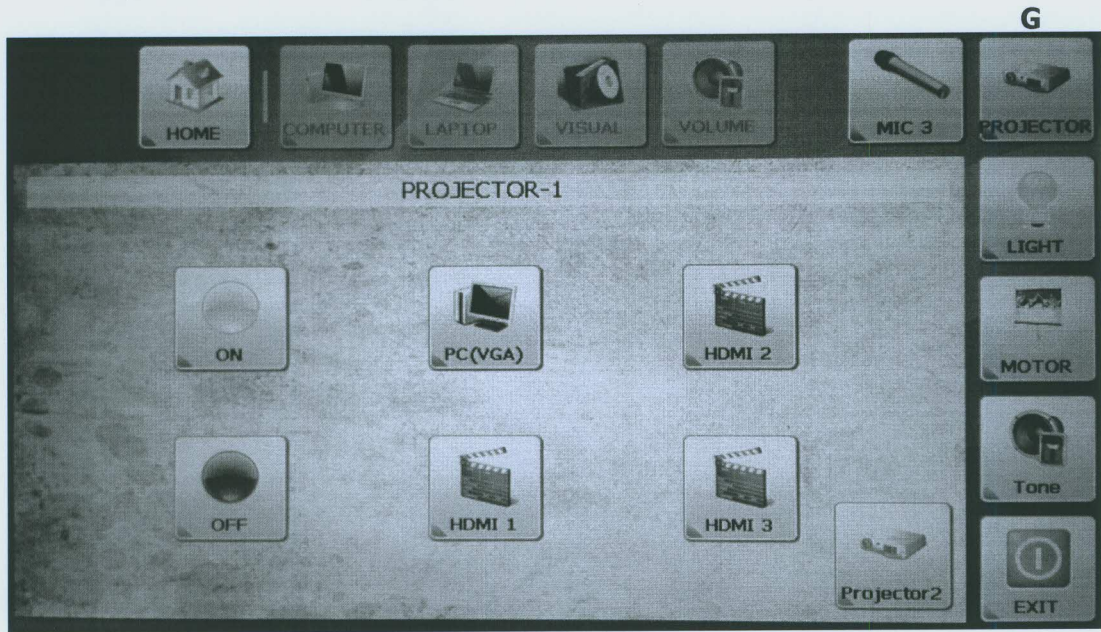 G
HOME
COMPUTER
LAPTOP
VISUAL
VOLUME
MIC 3
PROJECTOR
PROJECTOR-1
LIGHT
ON
PC(VGA)
HDMI 2
MOTOR
OFF
HDMI 1
HDMI 3
Tone
Projector2
EXIT